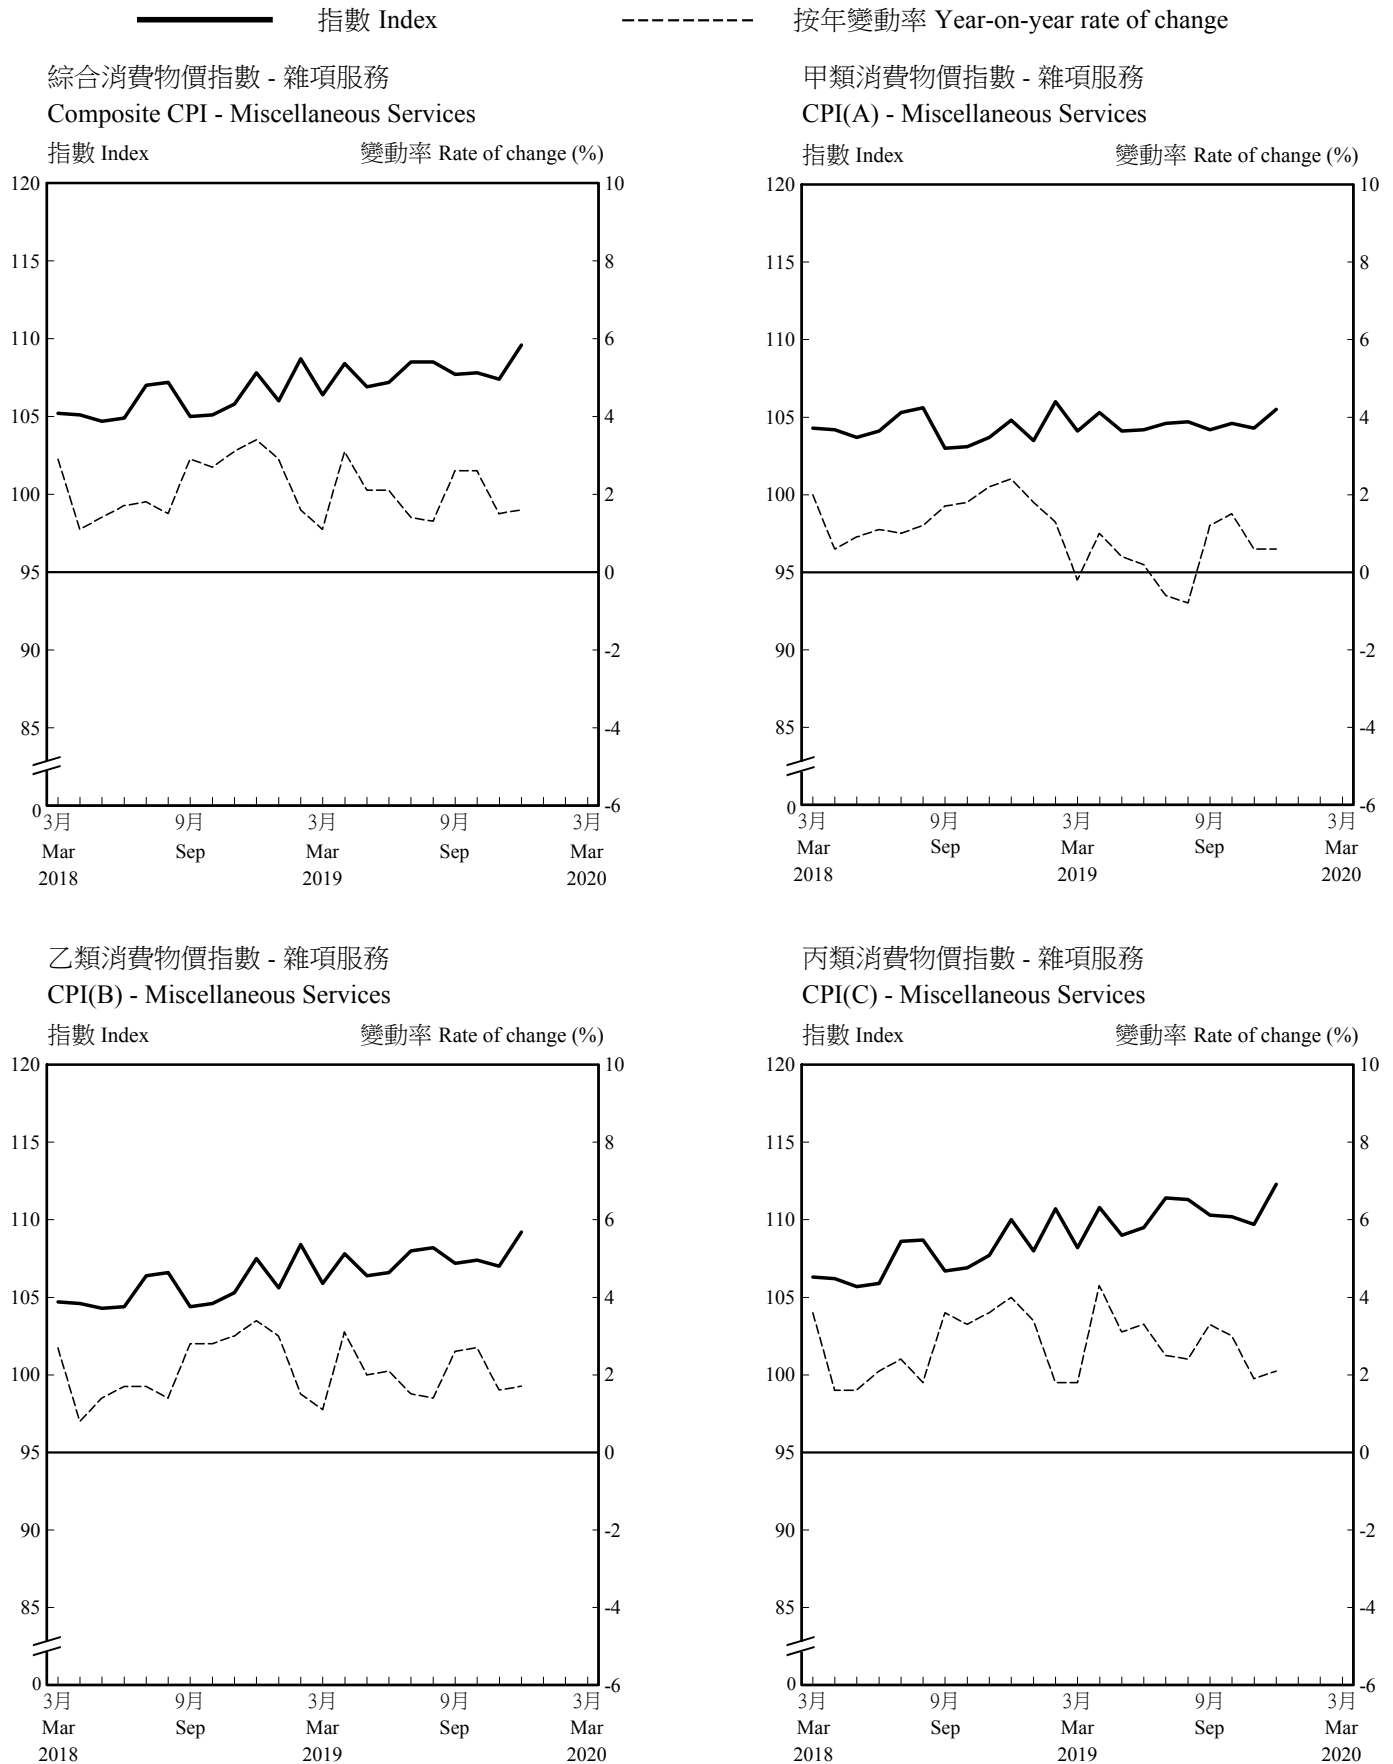 指數 Index 按年變動率 Year-on-year rate of change
綜合消費物價指數 - 雜項服務
Composite CPI - Miscellaneous Services
指數 Index 變動率 Rate of change (%)
120 10
115 8
110 6
105 4
100 2
95 0
90 -2
85 -4
0 -6
3月 9月 3月 9月 3月
Mar Sep Mar Sep Mar
2018 2019 2020
甲類消費物價指數 - 雜項服務
CPI(A) - Miscellaneous Services
指數 Index 變動率 Rate of change (%)
120 10
115 8
110 6
105 4
100 2
95 0
90 -2
85 -4
0 -6
3月 9月 3月 9月 3月
Mar Sep Mar Sep Mar
2018 2019 2020
乙類消費物價指數 - 雜項服務
CPI(B) - Miscellaneous Services
指數 Index 變動率 Rate of change (%)
120 10
115 8
110 6
105 4
100 2
95 0
90 -2
85 -4
0 -6
3月 9月 3月 9月 3月
Mar Sep Mar Sep Mar
2018 2019 2020
丙類消費物價指數 - 雜項服務
CPI(C) - Miscellaneous Services
指數 Index 變動率 Rate of change (%)
120 10
115 8
110 6
105 4
100 2
95 0
90 -2
85 -4
0 -6
3月 9月 3月 9月 3月
Mar Sep Mar Sep Mar
2018 2019 2020